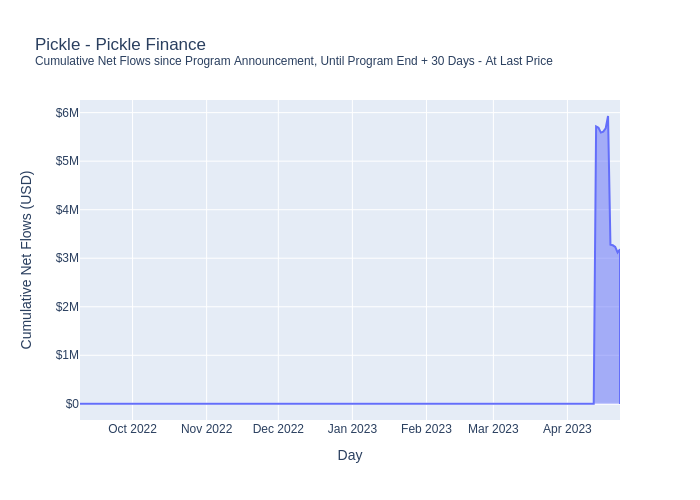 Pickle - Pickle Finance
Cumulative Net Flows since Program Announcement, Until Program End + 30 Days - At Last Price
Cumulative Net Flows (USD)
$6M
$5M
$4M
$3M
$2M
$1M
$0
Oct 2022 Nov 2022 Dec 2022 Jan 2023 Feb 2023 Mar 2023 Apr 2023
Day